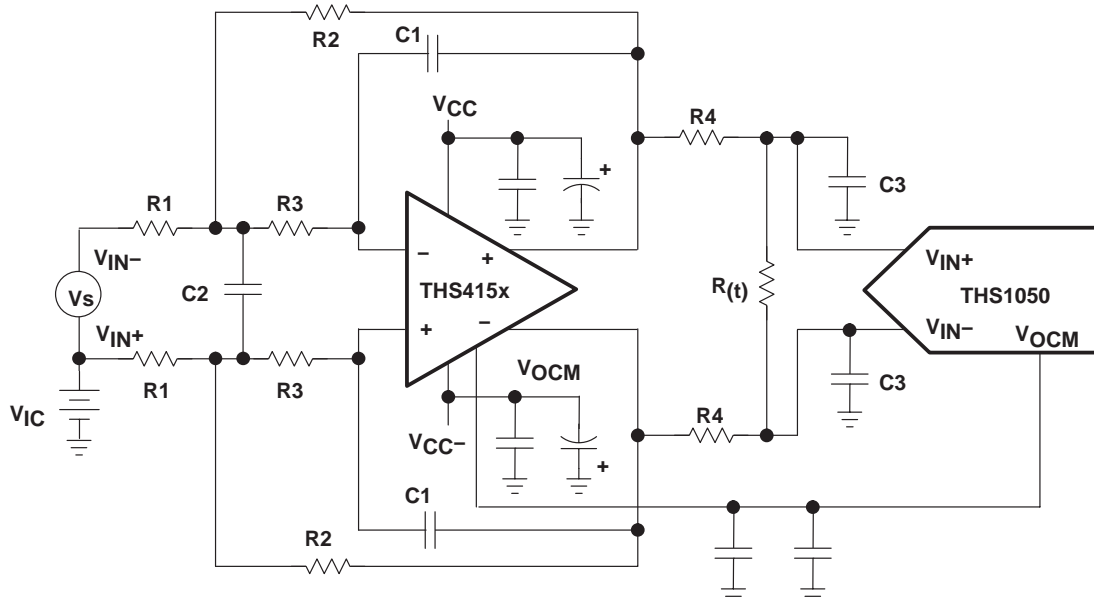 R2
C1
VCC
R4
C3
R1
R3
VIN−
Vs
C2
− +
THS415x
+ −
R(t)
VIN+
THS1050
VIN−
VOCM
VIN+
R1
R3
VOCM
C3
VIC
R4
VCC−
+
+
C1
R2